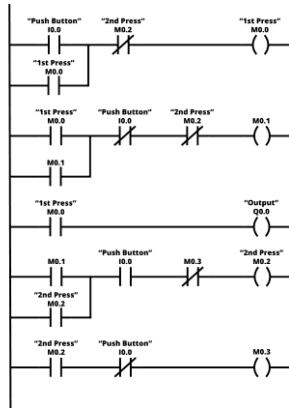 "Push Button" "2nd Press" "1st Press"
I0.0 M0.2 M0.0
"1st Press"
M0.0
"1st Press" "Push Button" "2nd Press"
M0.0 I0.0 M0.2 M0.1
M0.1
"1st Press" "Output"
M0.0 Q0.0
"Push Button" "2nd Press"
M0.1 I0.0 M0.3 M0.2
"2nd Press"
M0.2
"2nd Press" "Push Button"
M0.2 I0.0 M0.3